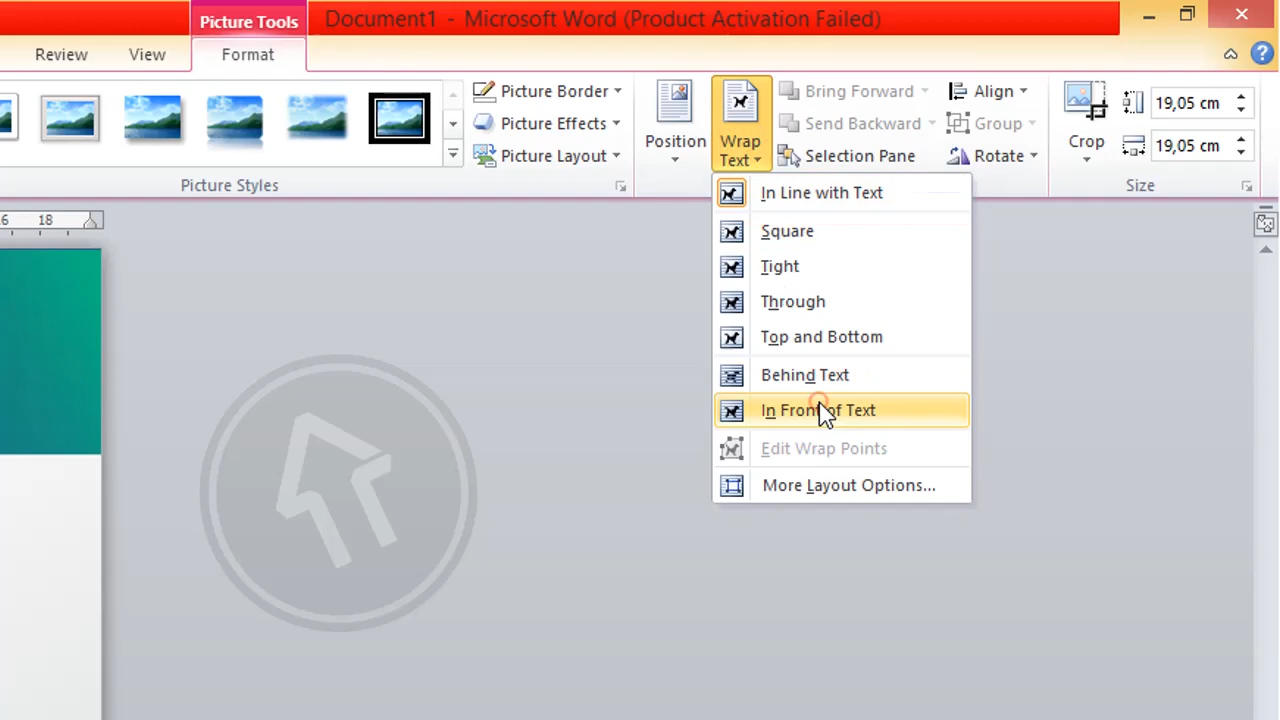 Picture Tools
Document1 - Microsoft Word (Product Activation Failed)
Review View Format
Picture Border
Picture Effects
Picture Layout
Position
Wrap
Text
Bring Forward
Send Backward
Selection Pane
Align
Group
Rotate
Crop
19,05 cm
19,05 cm
Picture Styles
Size
In Line with Text
Square
Tight
Through
Top and Bottom
Behind Text
In Front of Text
Edit Wrap Points
More Layout Options...
18